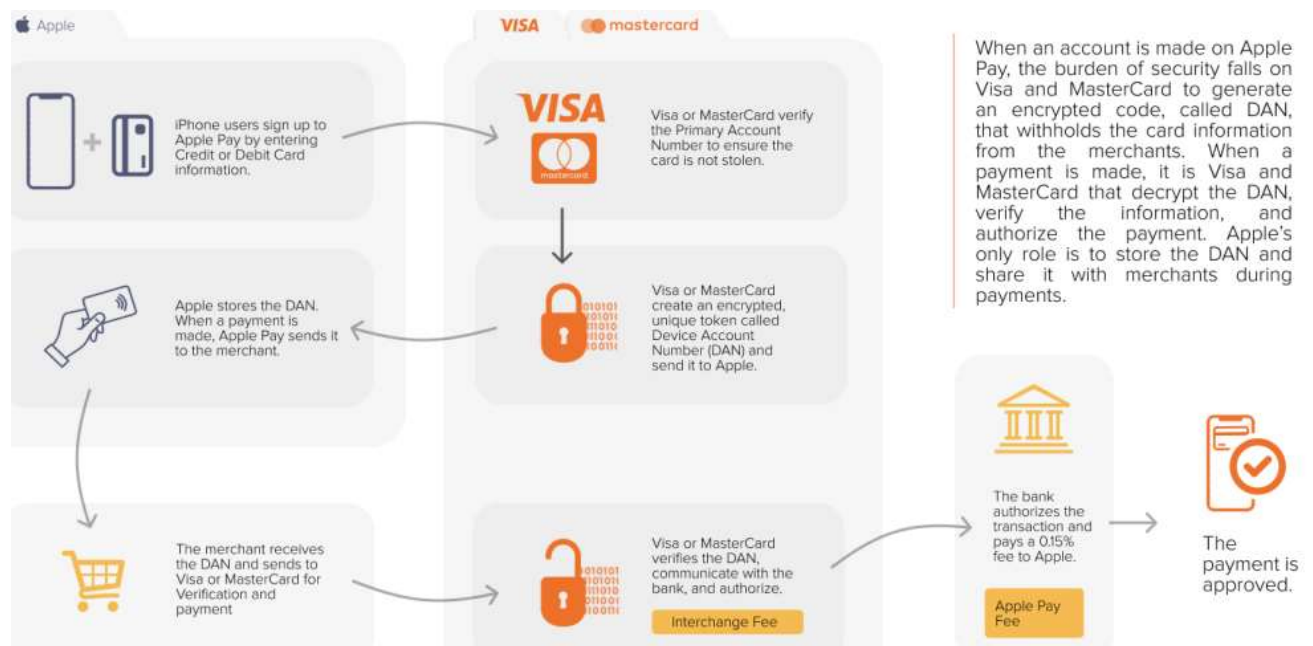 Apple
VISA
mastercard
iPhone users sign up to
Apple Pay by entering
Credit or Debit Card
information.
VISA
mastercard
Visa or MasterCard verify
the Primary Account
Number to ensure the
card is not stolen.
When an account is made on Apple
Pay, the burden of security falls on
Visa and MasterCard to generate
an encrypted code, called DAN,
that withholds the card information
from the merchants. When a
payment is made, it is Visa and
MasterCard that decrypt the DAN,
verify the information, and
authorize the payment. Apple's
only role is to store the DAN and
share it with merchants during
payments.
Apple stores the DAN.
When a payment is
made, Apple Pay sends it
to the merchant.
Visa or MasterCard
create an encrypted,
unique token called
Device Account
Number (DAN) and
send it to Apple.
The merchant receives
the DAN and sends to
Visa or MasterCard for
Verification and
payment
Visa or MasterCard
verifies the DAN,
communicate with the
bank, and authorize.
Interchange Fee
The bank
authorizes the
transaction and
pays a 0.15%
fee to Apple.
Apple Pay
Fee
The
payment is
approved.